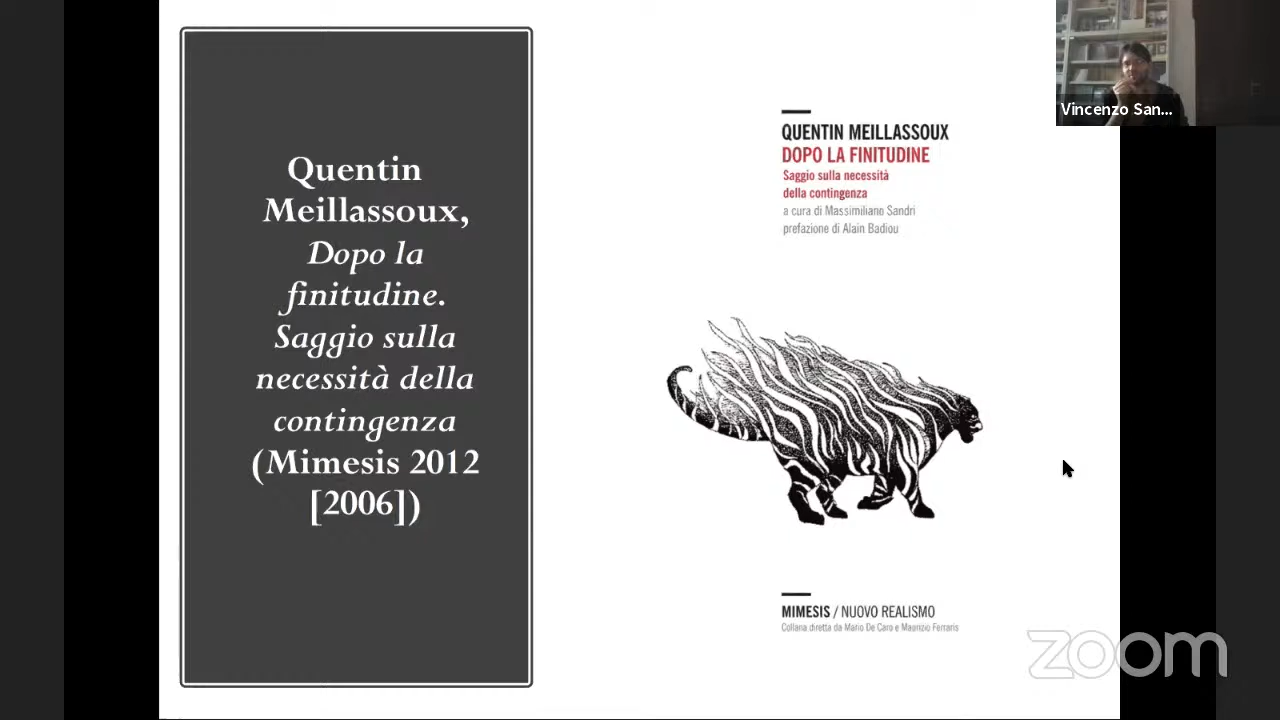 Quentin
Meillassoux,
Dopo la
finitudine.
Saggio sulla
necessità della
contingenza
(Mimesis 2012
[2006])
QUENTIN MEILLASSOUX
DOPO LA FINITUDINE
Saggio sulla necessità
della contingenza
a cura di Massimiliano Sandri
prefazione di Alain Badiou
MIMESIS / NUOVO REALISMO
Collana diretta da Mario De Caro e Maurizio Ferraris
Vincenzo San...
zoom